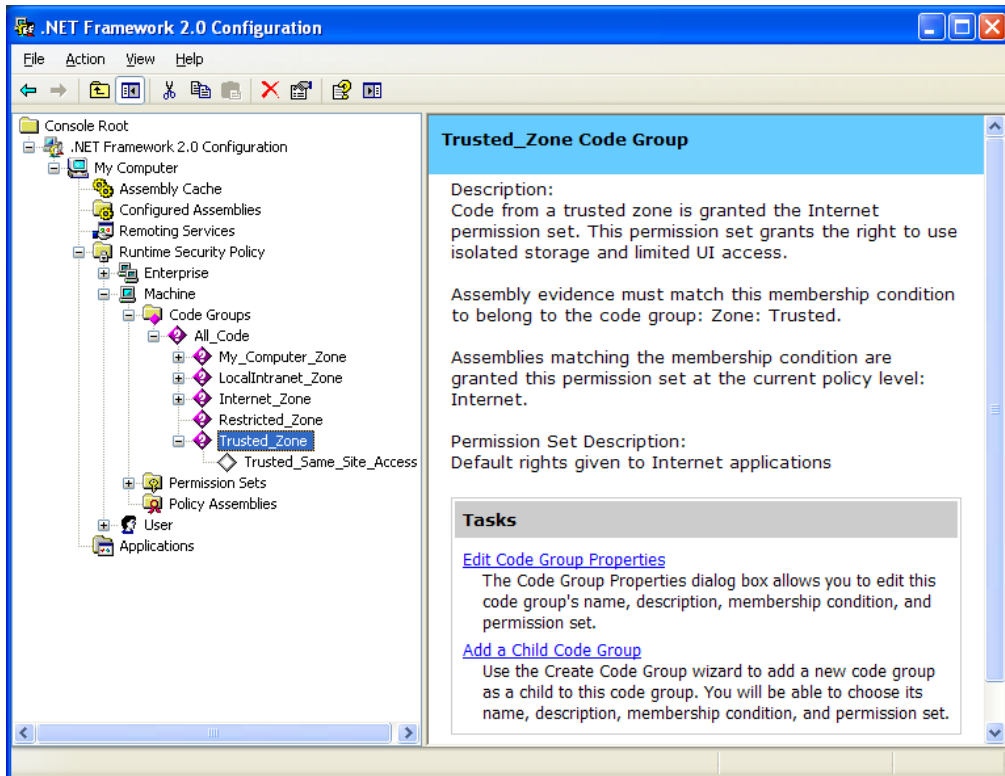 .NET Framework 2.0 Configuration
File Action View Help
Console Root
.NET Framework 2.0 Configuration
My Computer
Assembly Cache
Configured Assemblies
Remoting Services
Runtime Security Policy
Enterprise
Machine
Code Groups
All_Code
My_Computer_Zone
LocalIntranet_Zone
Internet_Zone
Restricted_Zone
Trusted_Zone
Trusted_Same_Site_Access
Permission Sets
Policy Assemblies
User
Applications
Trusted_Zone Code Group
Description:
Code from a trusted zone is granted the Internet
permission set. This permission set grants the right to use
isolated storage and limited UI access.
Assembly evidence must match this membership condition
to belong to the code group: Zone: Trusted.
Assemblies matching the membership condition are
granted this permission set at the current policy level:
Internet.
Permission Set Description:
Default rights given to Internet applications
Tasks
Edit Code Group Properties
The Code Group Properties dialog box allows you to edit this
code group's name, description, membership condition, and
permission set.
Add a Child Code Group
Use the Create Code Group wizard to add a new code group
as a child to this code group. You will be able to choose its
name, description, membership condition, and permission set.